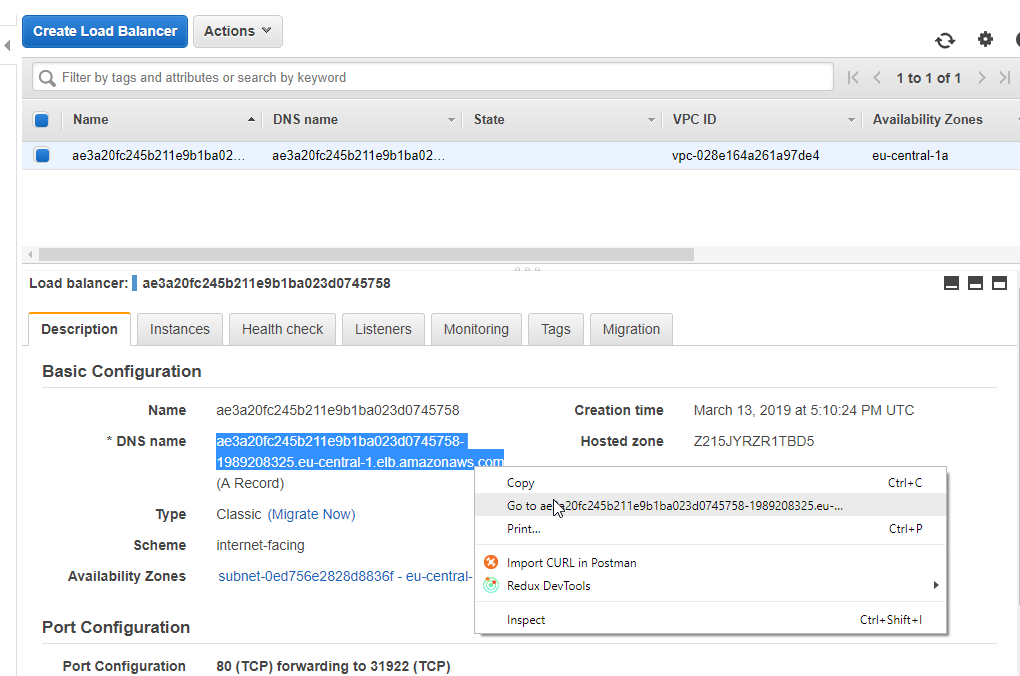 Create Load Balancer Actions
Filter by tags and attributes or search by keyword 1 to 1 of 1
Name DNS name State VPC ID Availability Zones
ae3a20fc245b211e9b1ba02... ae3a20fc245b211e9b1ba02... vpc-028e164a261a97de4 eu-central-1a
Load balancer: ae3a20fc245b211e9b1ba023d0745758
Description Instances Health check Listeners Monitoring Tags Migration
Basic Configuration
Name ae3a20fc245b211e9b1ba023d0745758 Creation time March 13, 2019 at 5:10:24 PM UTC
* DNS name ae3a20fc245b211e9b1ba023d0745758- Hosted zone Z215JYRZR1TBD5
1989208325.eu-central-1.elb.amazonaws.com
(A Record)
Copy Ctrl+C
Go to ae3a20fc245b211e9b1ba023d0745758-1989208325.eu-...
Type Classic (Migrate Now)
Print... Ctrl+P
Scheme internet-facing
Import CURL in Postman
Availability Zones subnet-0ed756e2828d8836f - eu-central-
Redux DevTools
Inspect Ctrl+Shift+I
Port Configuration
Port Configuration 80 (TCP) forwarding to 31922 (TCP)